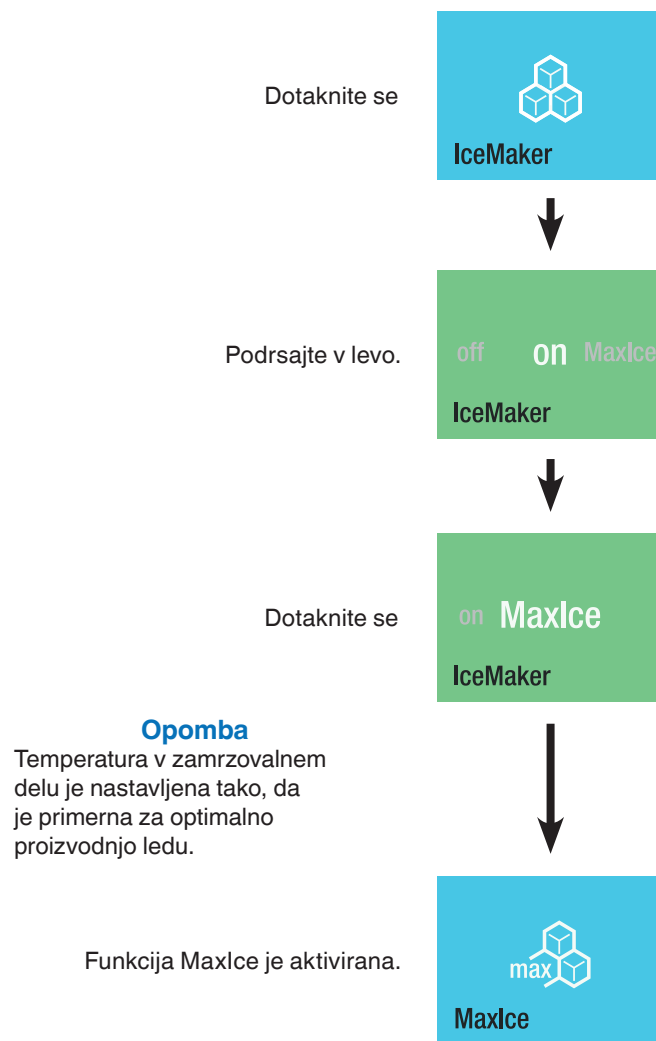 Dotaknite se
IceMaker
Podrsajte v levo.
off on MaxIce
IceMaker
Dotaknite se
on MaxIce
IceMaker
Opomba
Temperatura v zamrzovalnem
delu je nastavljena tako, da
je primerna za optimalno
proizvodnjo ledu.
Funkcija MaxIce je aktivirana.
max
MaxIce